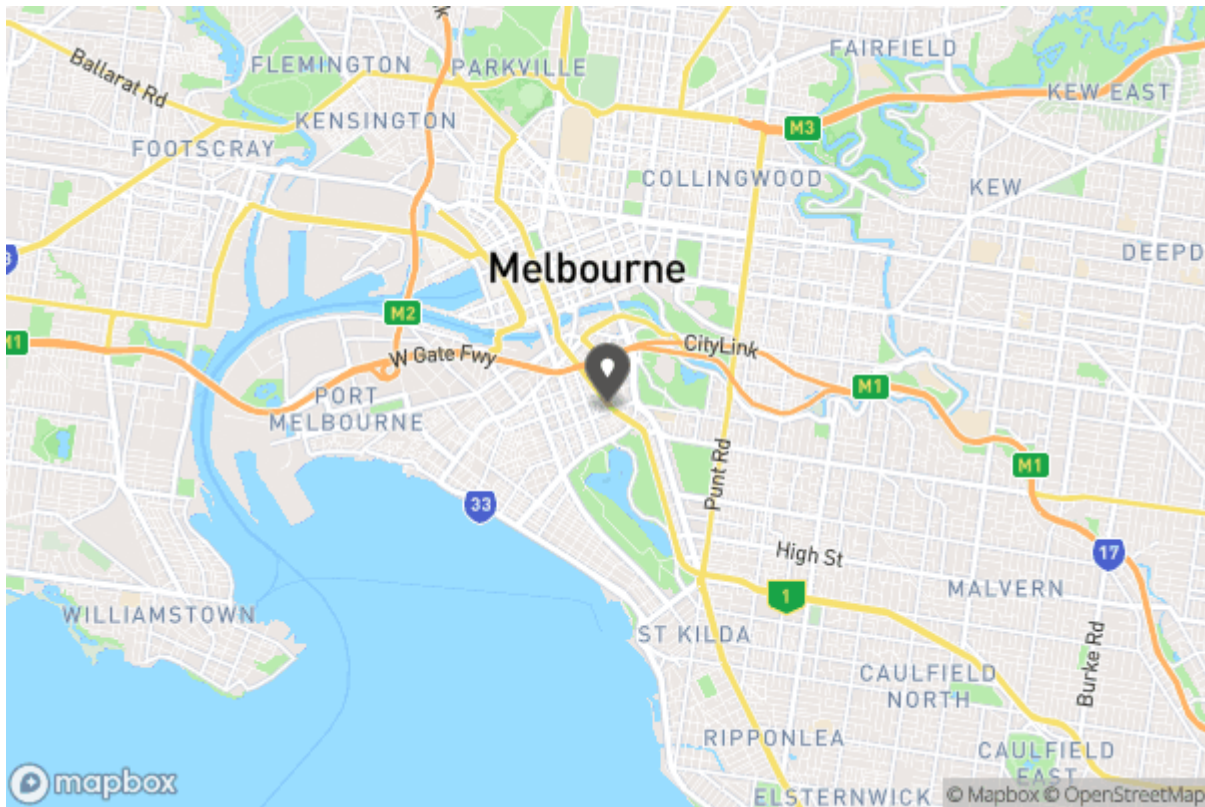 k
FAIRFIELD
Ballarat Rd
FLEMINGTON
PARKVILLE
KEW EAST
KENSINGTON
M3
FOOTSCRAY
COLLINGWOOD
KEW
DEEPD
Melbourne
M2
M1
W Gate Fwy
CityLink
M1
PORT
MELBOURNE
Punt Rd
M1
33
High St
17
MALVERN
1
WILLIAMSTOWN
ST KILDA
Burke Rd
CAULFIELD
NORTH
RIPPONLEA
CAULFIELD
EAST
mapbox
ELSTERNWICK
© Mapbox © OpenStreetMap